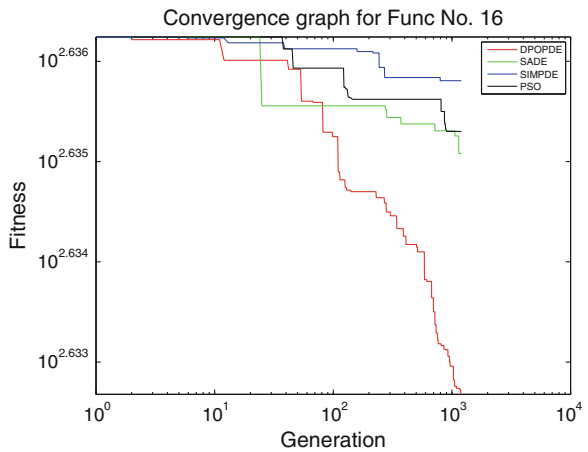 Convergence graph for Func No. 16
DPOPDE
SADE
SIMPDE
PSO
Fitness
10^2.636
10^2.635
10^2.634
10^2.633
10^0
10^1
10^2
10^3
10^4
Generation